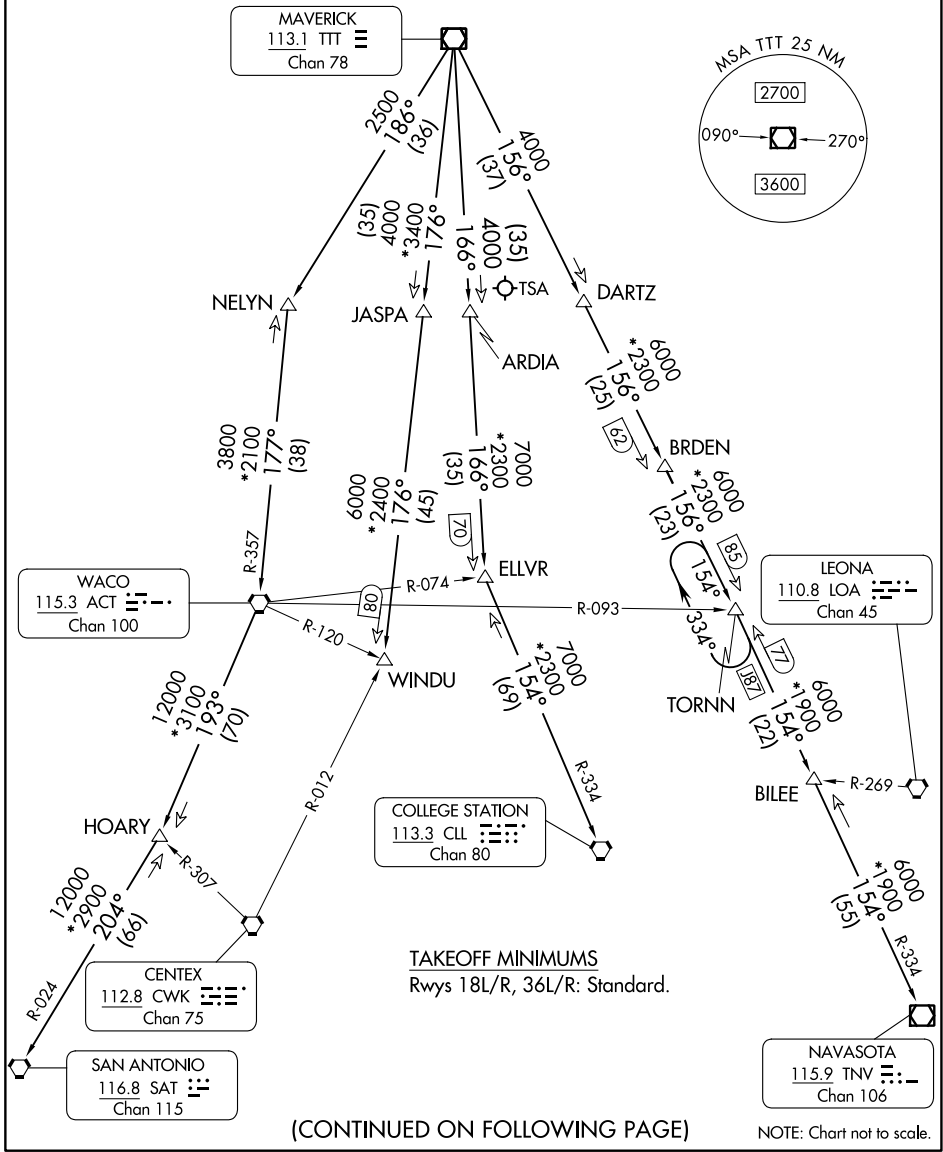 MAVERICK
113.1 TTT
Chan 78
MSA TTT 25 NM
2700
090°
270°
3600
2500
186°
(36)
(35)
4000
*3400
176°
(35)
4000
166°
4000
156°
(37)
TSA
NELYN
JASPA
ARDIA
DARTZ
3800
*2100
177°
(38)
R-357
6000
*2400
176°
(45)
7000
*2300
166°
(35)
6000
*2300
156°
(25)
62
BRDEN
6000
*2300
156°
(23)
85
70
ELLVR
80
WACO
115.3 ACT
Chan 100
R-074
R-093
R-120
WINDU
154°
334°
J87
77
TORNN
LEONA
110.8 LOA
Chan 45
12000
*3100
193°
(70)
7000
*2300
154°
(69)
R-334
6000
*1900
154°
(22)
BILEE
R-269
R-012
HOARY
R-307
COLLEGE STATION
113.3 CLL
Chan 80
12000
*2900
204°
(66)
R-024
6000
*1900
154°
(55)
R-334
CENTEX
112.8 CWK
Chan 75
TAKEOFF MINIMUMS
Rwys 18L/R, 36L/R: Standard.
SAN ANTONIO
116.8 SAT
Chan 115
NAVASOTA
115.9 TNV
Chan 106
(CONTINUED ON FOLLOWING PAGE)
NOTE: Chart not to scale.